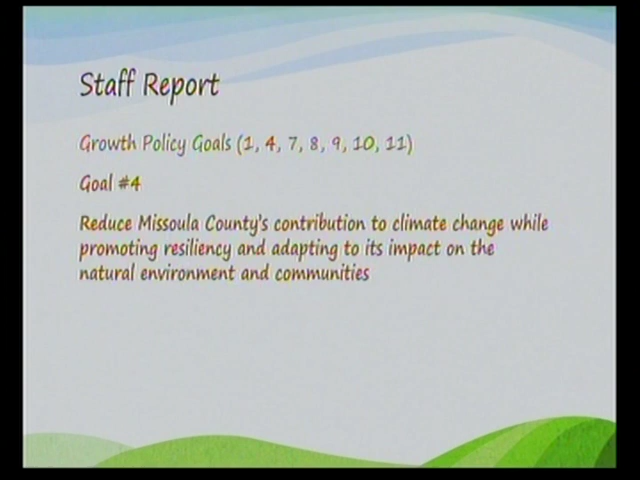 Staff Report
Growth Policy Goals (1, 4, 7, 8, 9, 10, 11)
Goal #4
Reduce Missoula County's contribution to climate change while
promoting resiliency and adapting to its impact on the
natural environment and communities